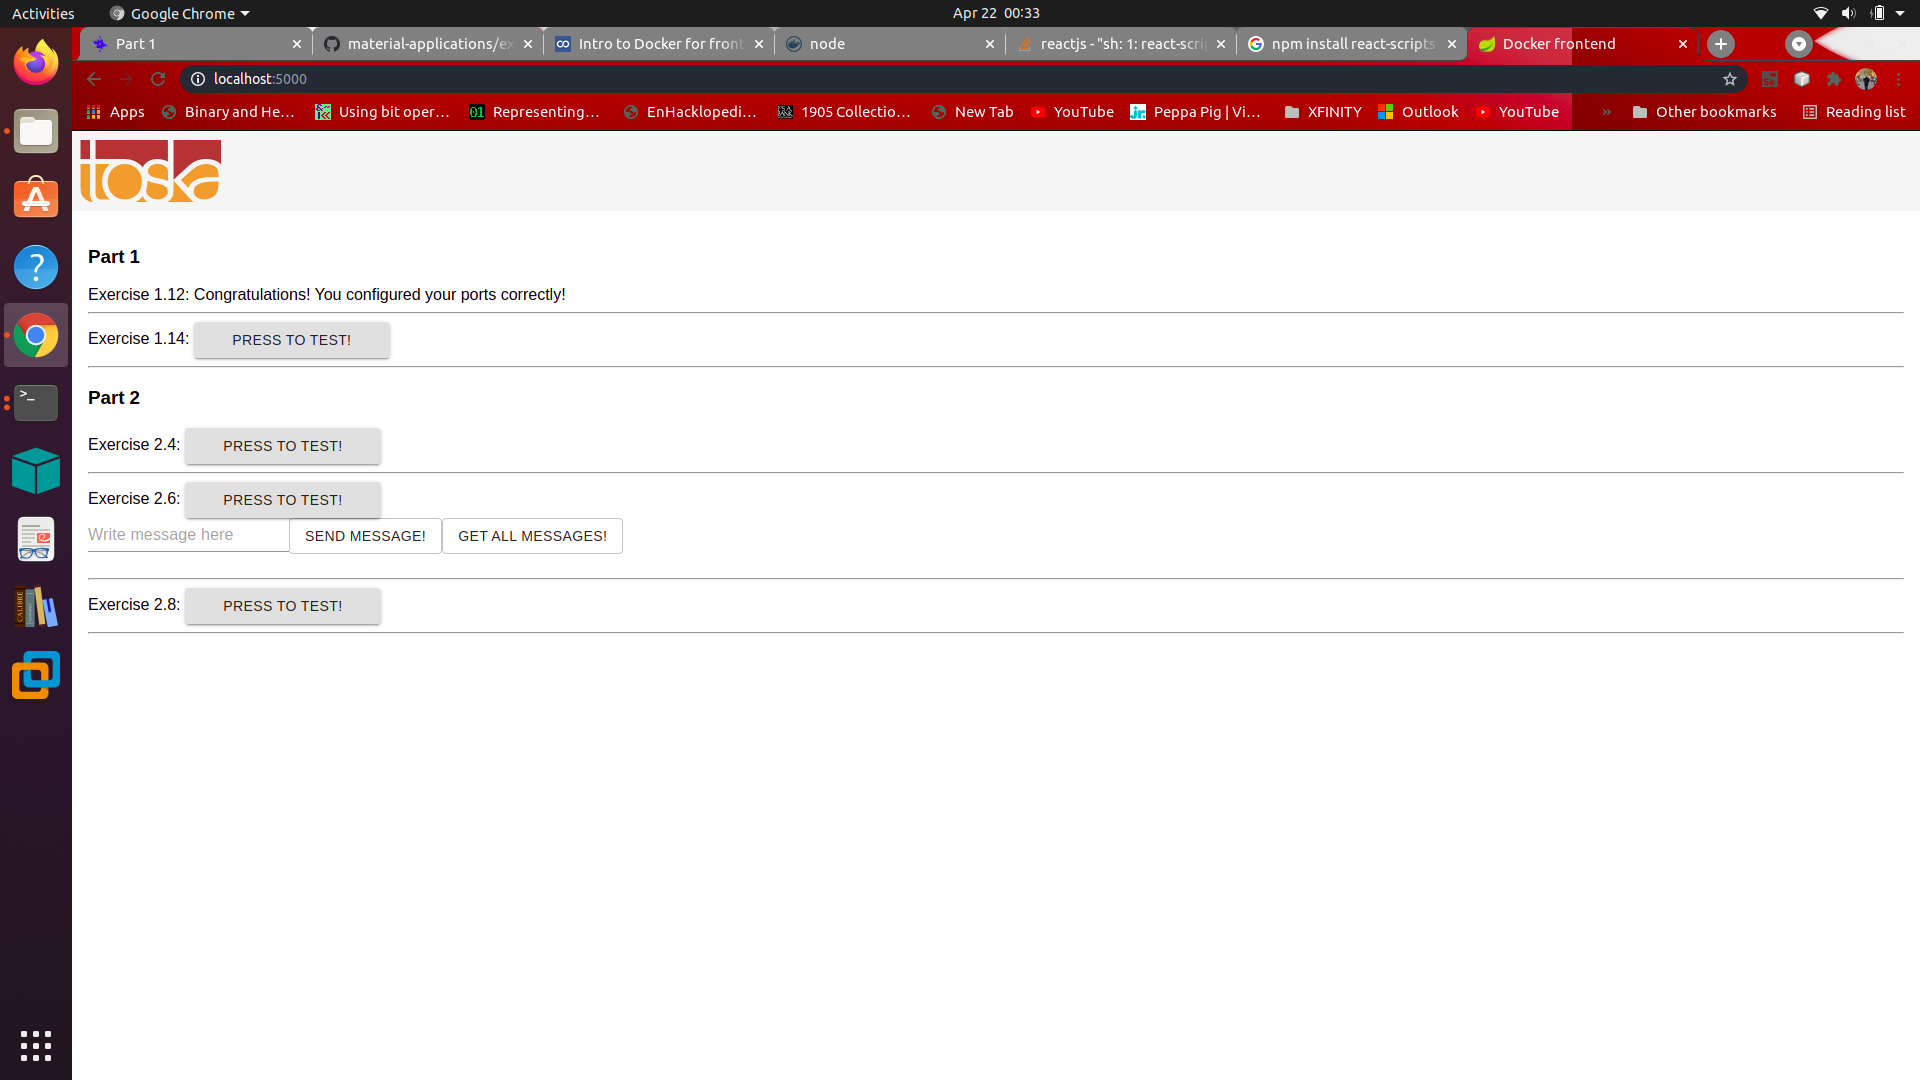 Activities
Google Chrome
Apr 22 00:33
Part 1
material-applications/ex
Intro to Docker for front
node
reactjs - "sh: 1: react-scri
npm install react-scripts
Docker frontend
localhost:5000
Apps
Binary and He...
Using bit oper...
01 Representing...
EnHacklopedi...
1905 Collectio...
New Tab
YouTube
jr. Peppa Pig | Vi...
XFINITY
Outlook
YouTube
»
Other bookmarks
Reading list
toska
Part 1
Exercise 1.12: Congratulations! You configured your ports correctly!
Exercise 1.14: PRESS TO TEST!
Part 2
Exercise 2.4: PRESS TO TEST!
Exercise 2.6: PRESS TO TEST!
Write message here SEND MESSAGE! GET ALL MESSAGES!
Exercise 2.8: PRESS TO TEST!
>_
CALIBRE